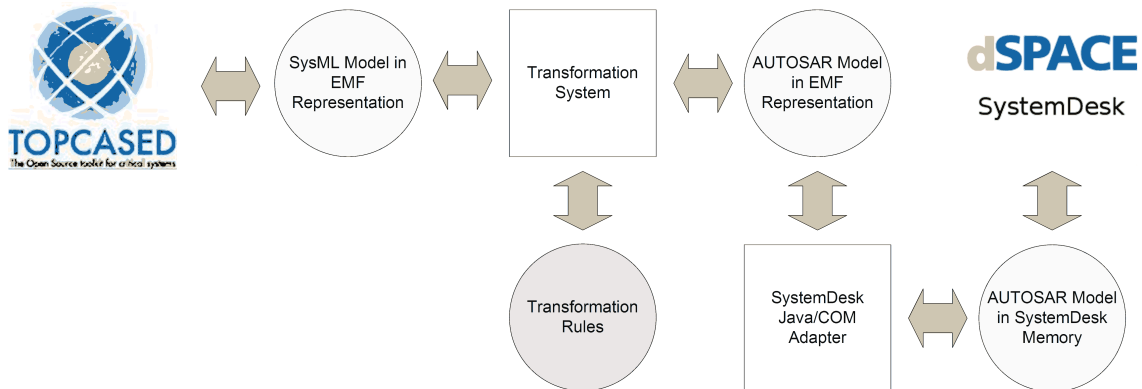 TOPCASED
The Open Source toolkit for critical systems
SysML Model in
EMF
Representation
Transformation
System
AUTOSAR Model
in EMF
Representation
dSPACE
SystemDesk
Transformation
Rules
SystemDesk
Java/COM
Adapter
AUTOSAR Model
in SystemDesk
Memory